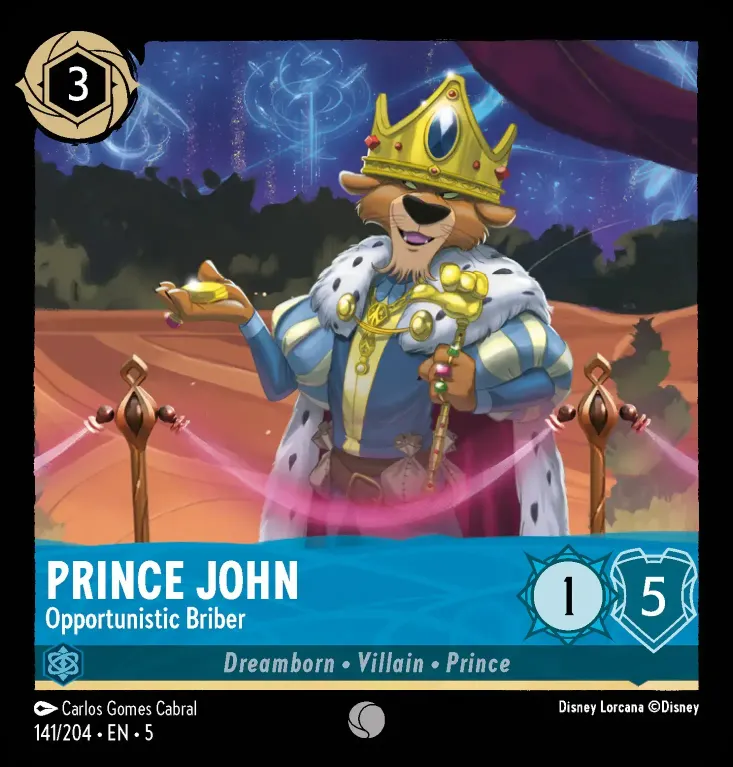 3
PRINCE JOHN
Opportunistic Briber
1
5
Dreamborn • Villain • Prince
Carlos Gomes Cabral
Disney Lorcana ©Disney
141/204 • EN • 5